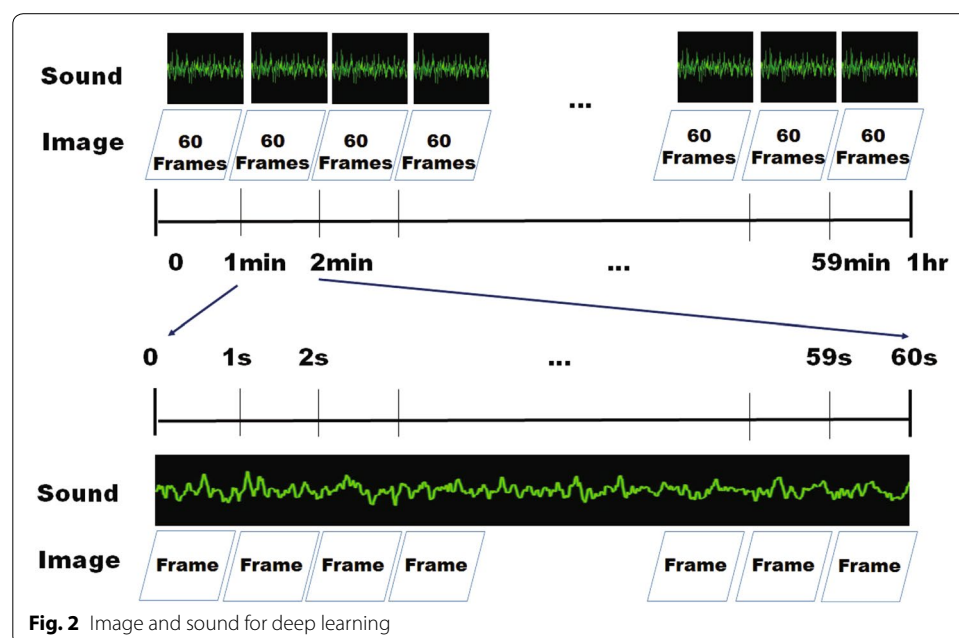 Sound
...
Image
60 Frames 60 Frames 60 Frames 60 Frames 60 Frames 60 Frames 60 Frames
0 1min 2min ... 59min 1hr
0 1s 2s ... 59s 60s
Sound
Image Frame Frame Frame Frame Frame Frame Frame
Fig. 2 Image and sound for deep learning